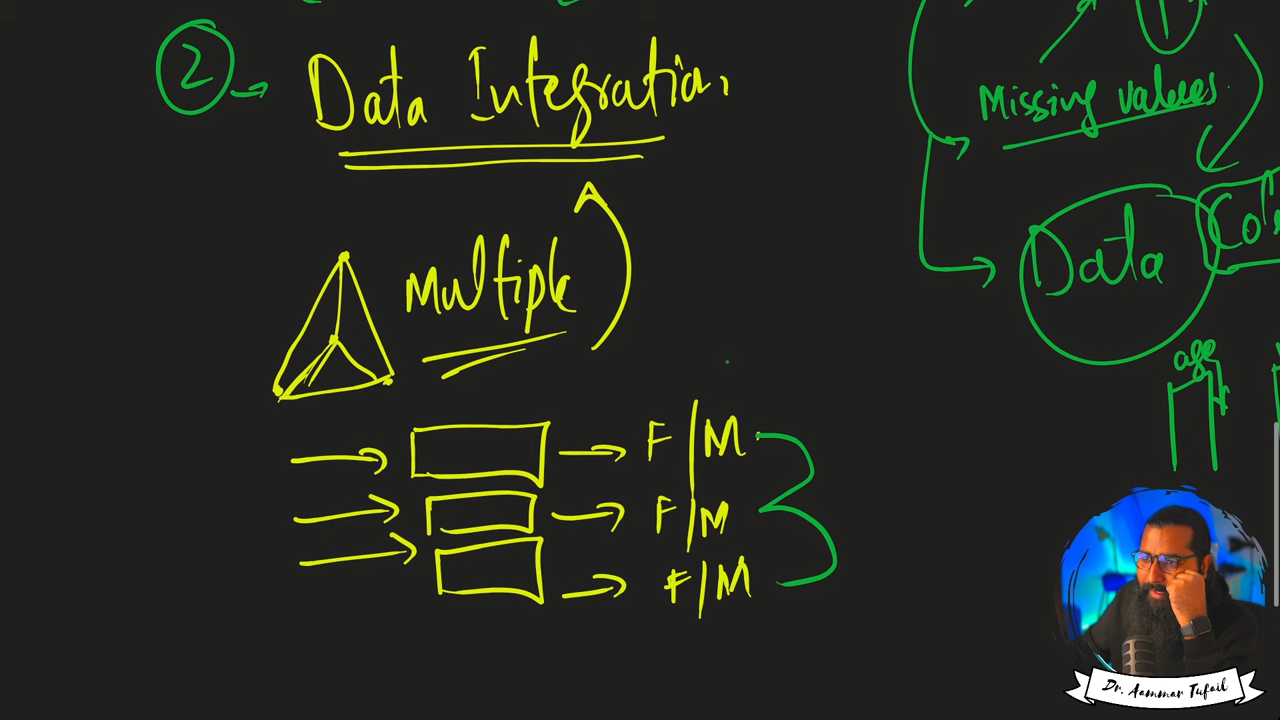 2 → Data Integration
Multiple
F | M
F | M
F | M
Missing values
Data
age
Dr. Aammar Tufail